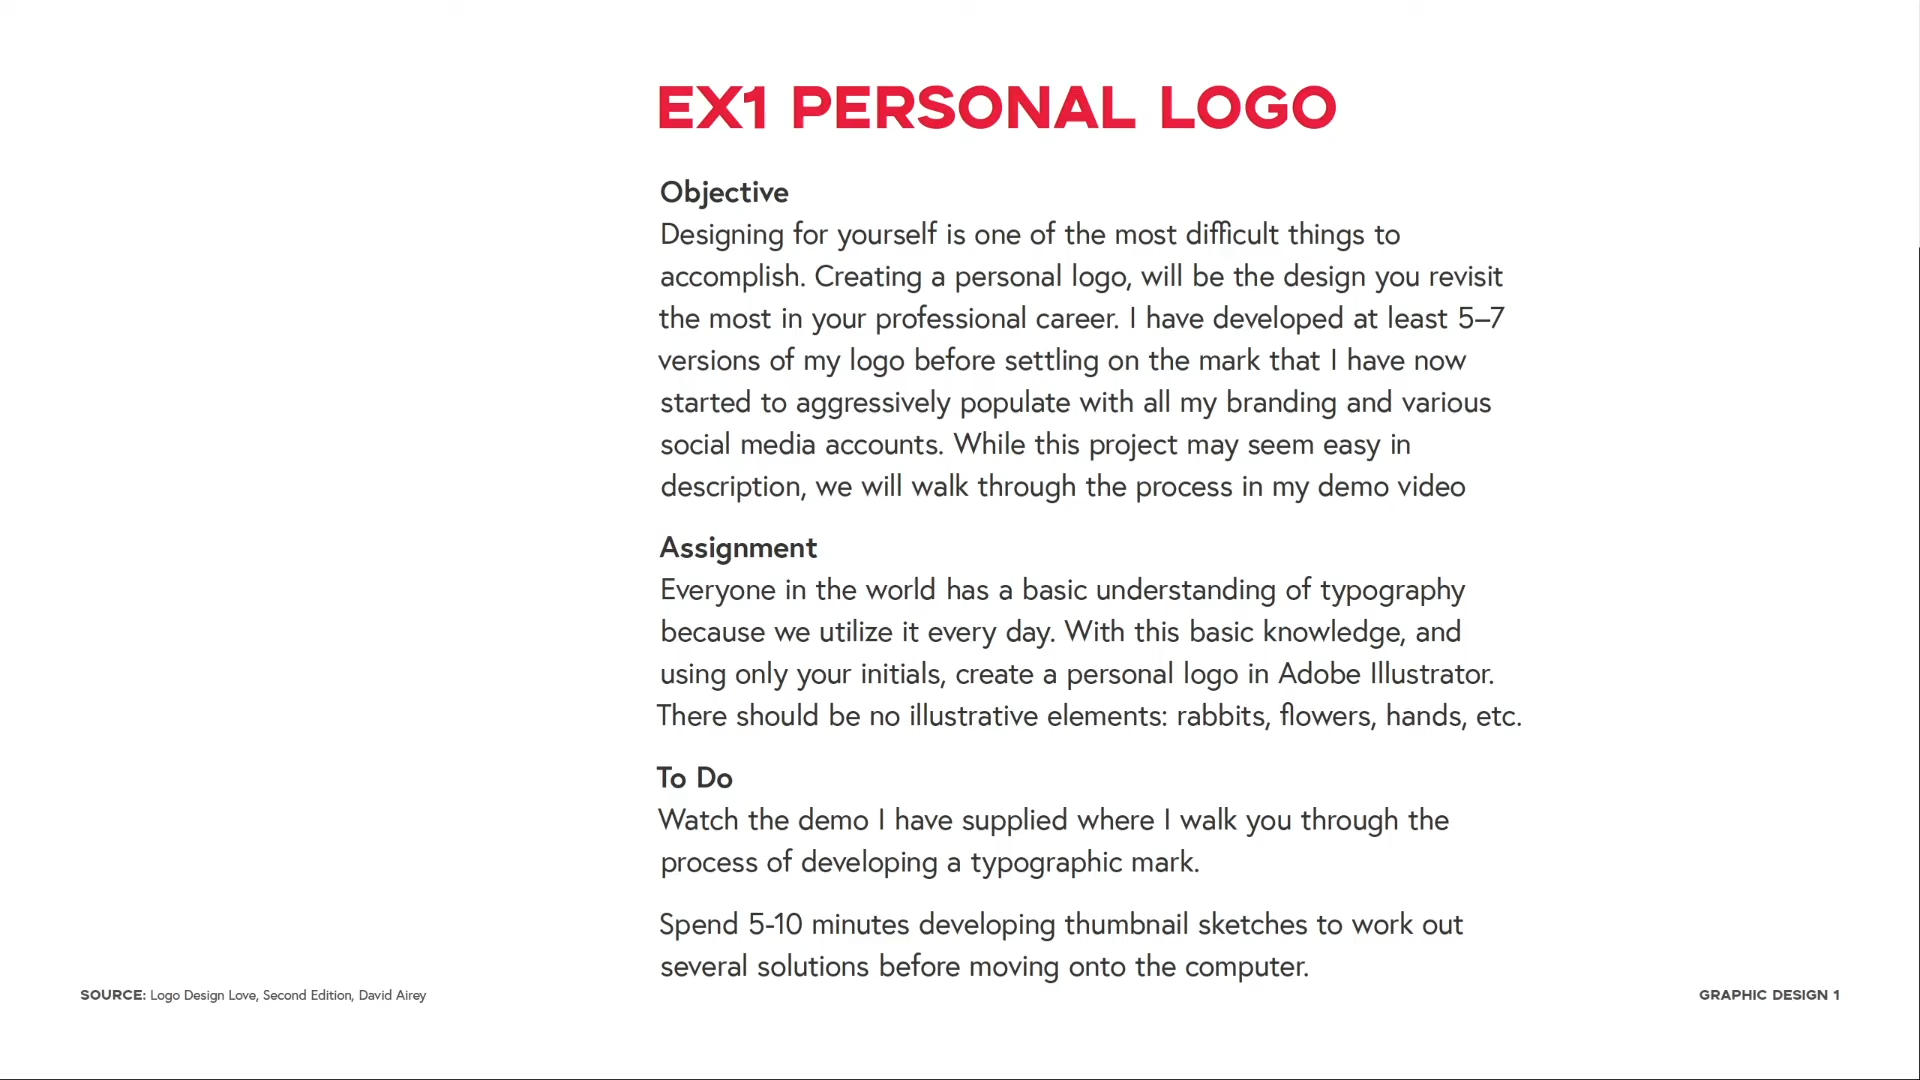 EX1 PERSONAL LOGO
Objective
Designing for yourself is one of the most difficult things to
accomplish. Creating a personal logo, will be the design you revisit
the most in your professional career. I have developed at least 5–7
versions of my logo before settling on the mark that I have now
started to aggressively populate with all my branding and various
social media accounts. While this project may seem easy in
description, we will walk through the process in my demo video
Assignment
Everyone in the world has a basic understanding of typography
because we utilize it every day. With this basic knowledge, and
using only your initials, create a personal logo in Adobe Illustrator.
There should be no illustrative elements: rabbits, flowers, hands, etc.
To Do
Watch the demo I have supplied where I walk you through the
process of developing a typographic mark.
Spend 5-10 minutes developing thumbnail sketches to work out
several solutions before moving onto the computer.
SOURCE: Logo Design Love, Second Edition, David Airey
GRAPHIC DESIGN 1